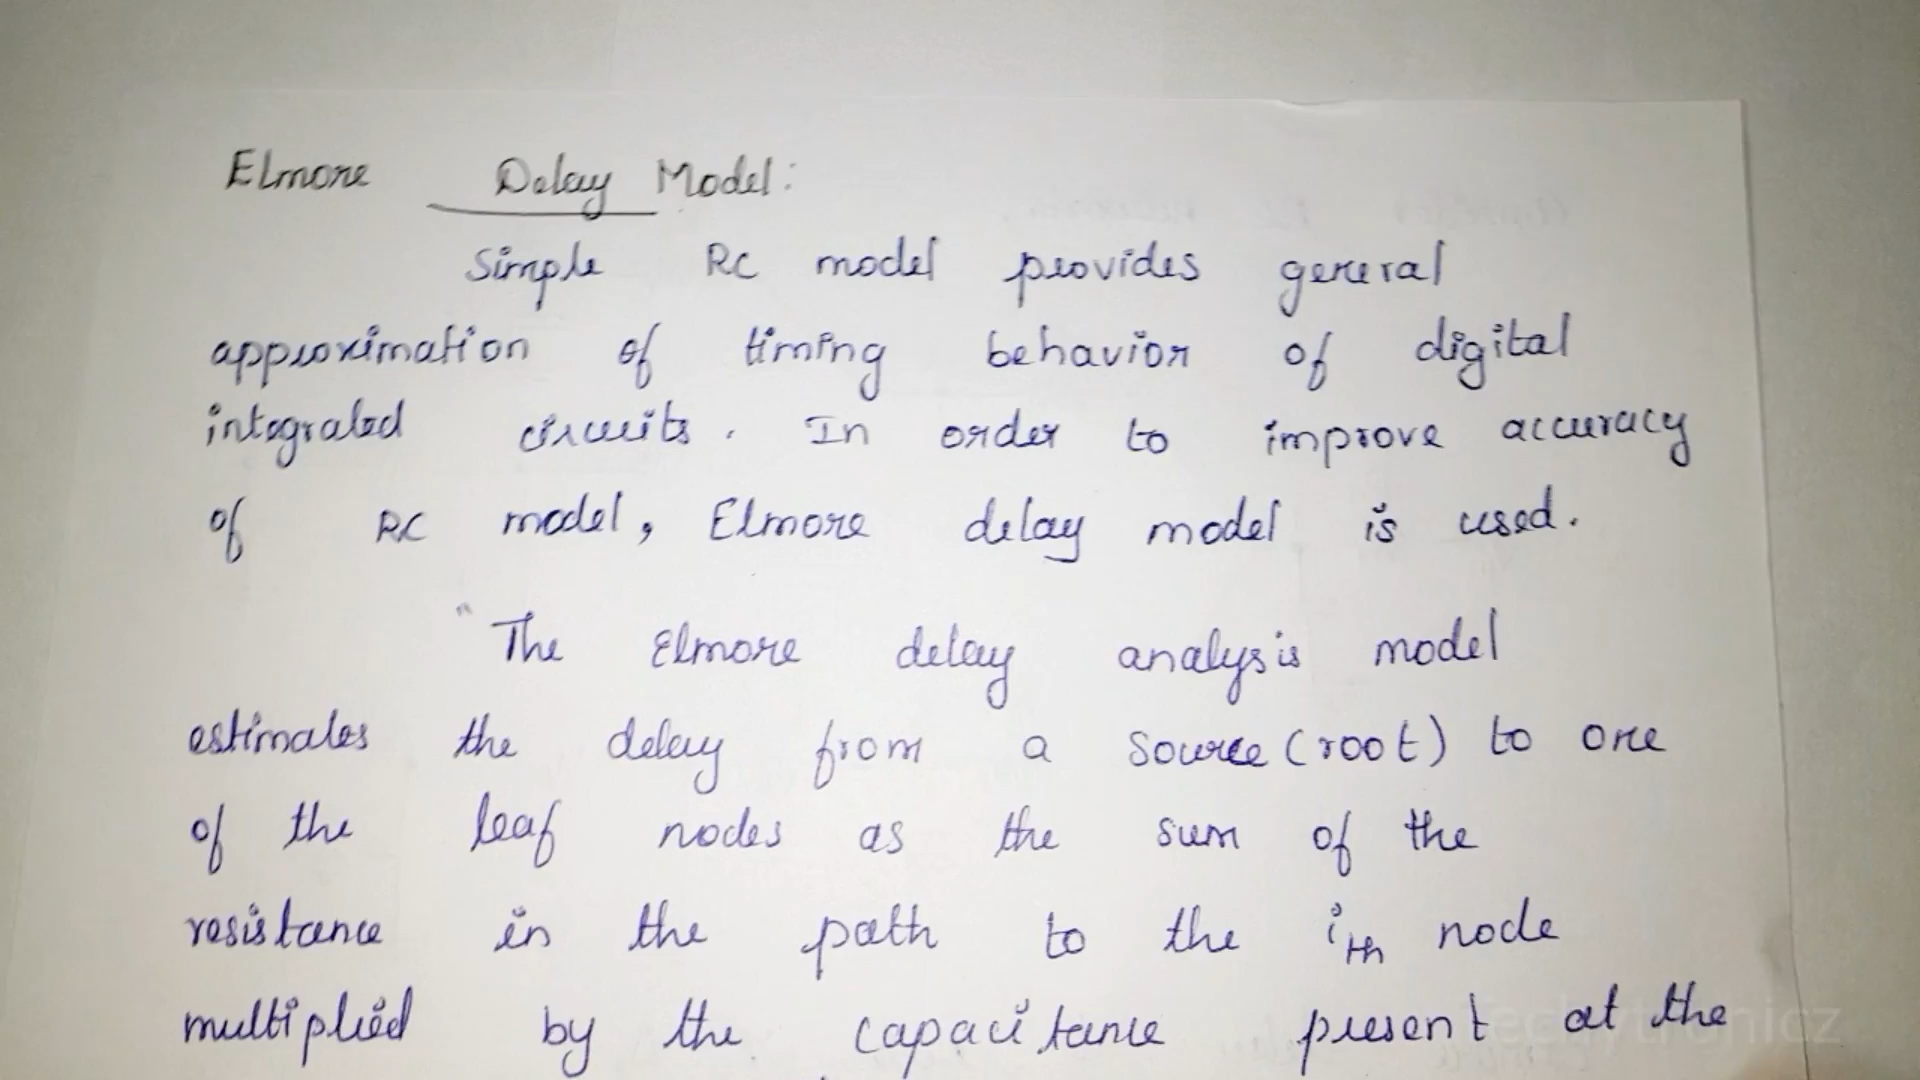 Elmore Delay Model:
Simple RC model provides general
approximation of timing behavior of digital
integrated circuits. In order to improve accuracy
of RC model, Elmore delay model is used.
"The Elmore delay analysis model
estimates the delay from a source (root) to one
of the leaf nodes as the sum of the
resistance in the path to the ith node
multiplied by the capacitance present at the